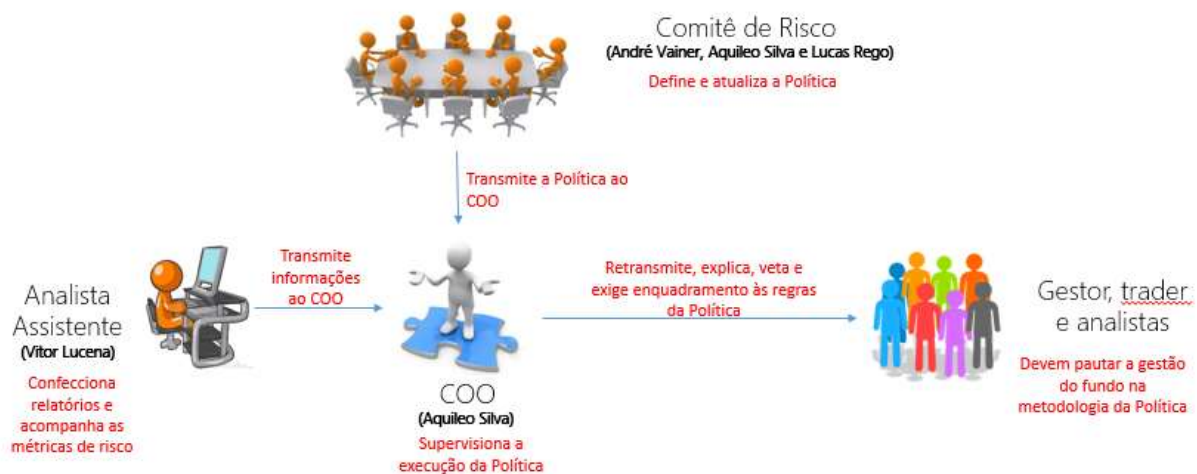 Comitê de Risco
(André Vainer, Aquileo Silva e Lucas Rego)
Define e atualiza a Política
Transmite a Política ao
COO
Analista
Assistente
(Vitor Lucena)
Confecciona
relatórios e
acompanha as
métricas de risco
Transmite
informações
ao COO
COO
(Aquileo Silva)
Supervisiona a
execução da Política
Retransmite, explica, veta e
exige enquadramento às regras
da Política
Gestor, trader
e analistas
Devem pautar a gestão
do fundo na
metodologia da Política